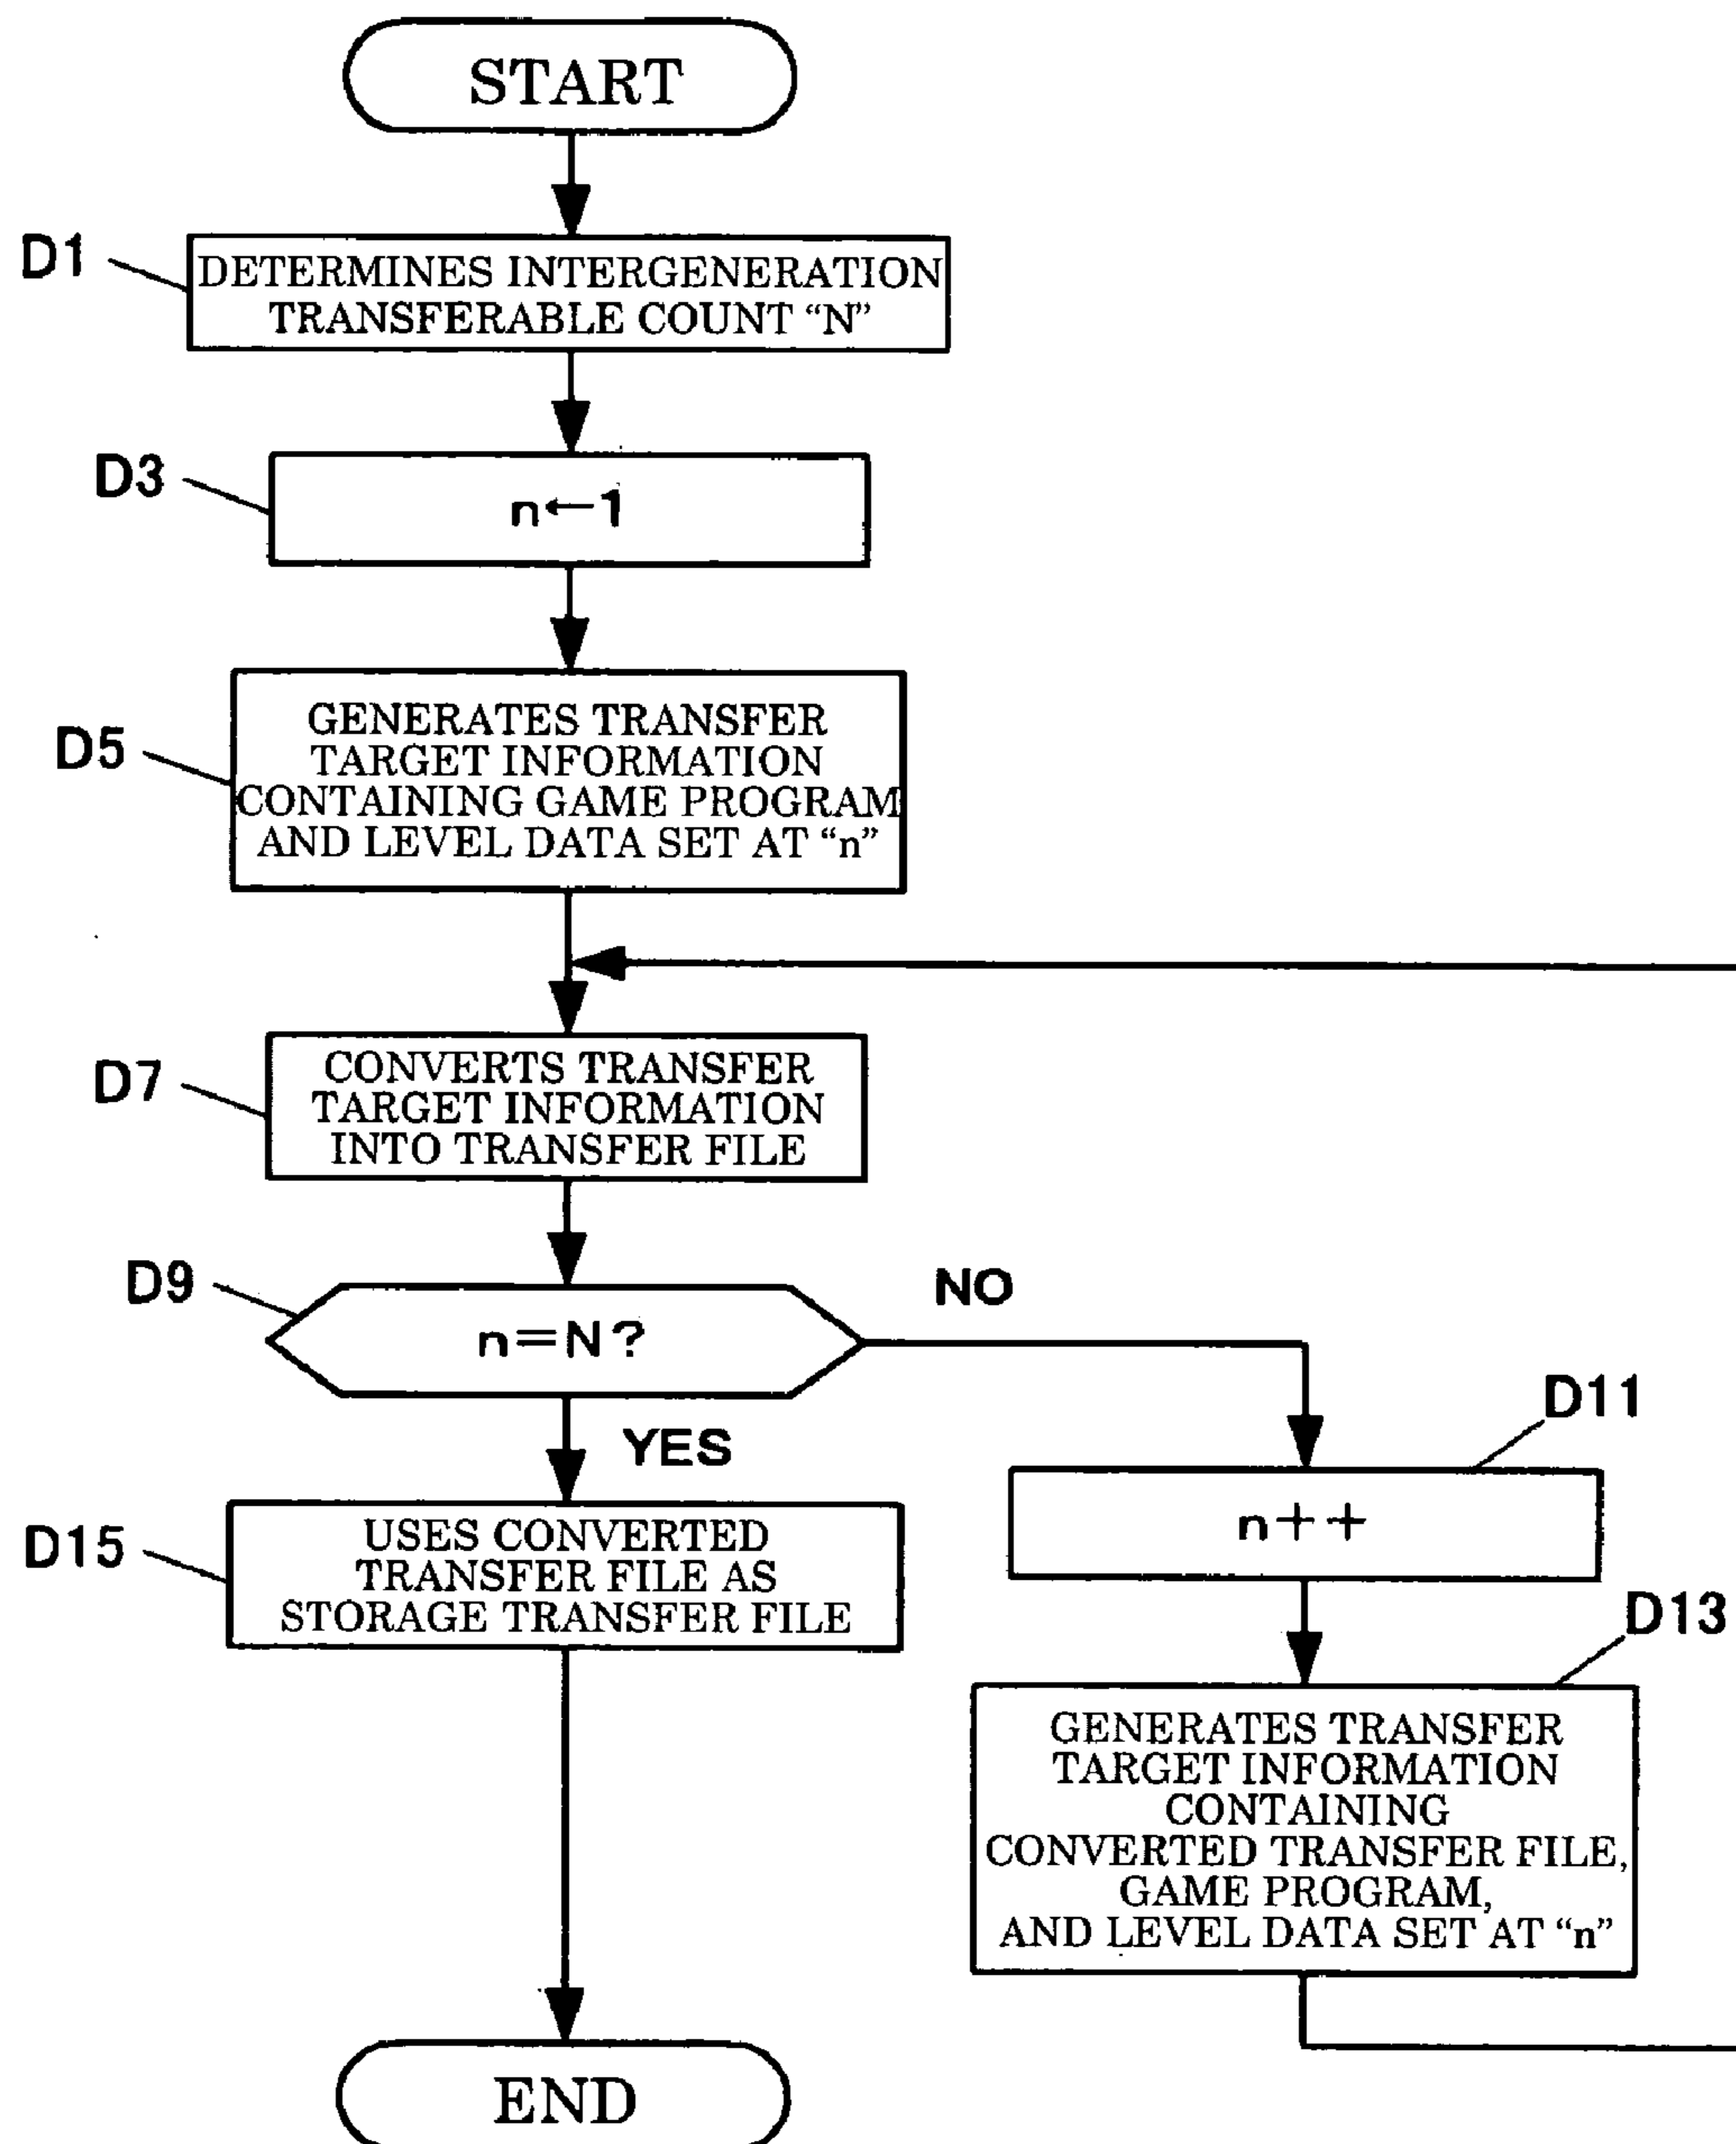 START
D1
DETERMINES INTERGENERATION
TRANSFERABLE COUNT “N”
D3
n←1
D5
GENERATES TRANSFER
TARGET INFORMATION
CONTAINING GAME PROGRAM
AND LEVEL DATA SET AT “n”
D7
CONVERTS TRANSFER
TARGET INFORMATION
INTO TRANSFER FILE
D9
n=N?
NO
YES
D11
n++
D13
GENERATES TRANSFER
TARGET INFORMATION
CONTAINING
CONVERTED TRANSFER FILE,
GAME PROGRAM,
AND LEVEL DATA SET AT “n”
D15
USES CONVERTED
TRANSFER FILE AS
STORAGE TRANSFER FILE
END